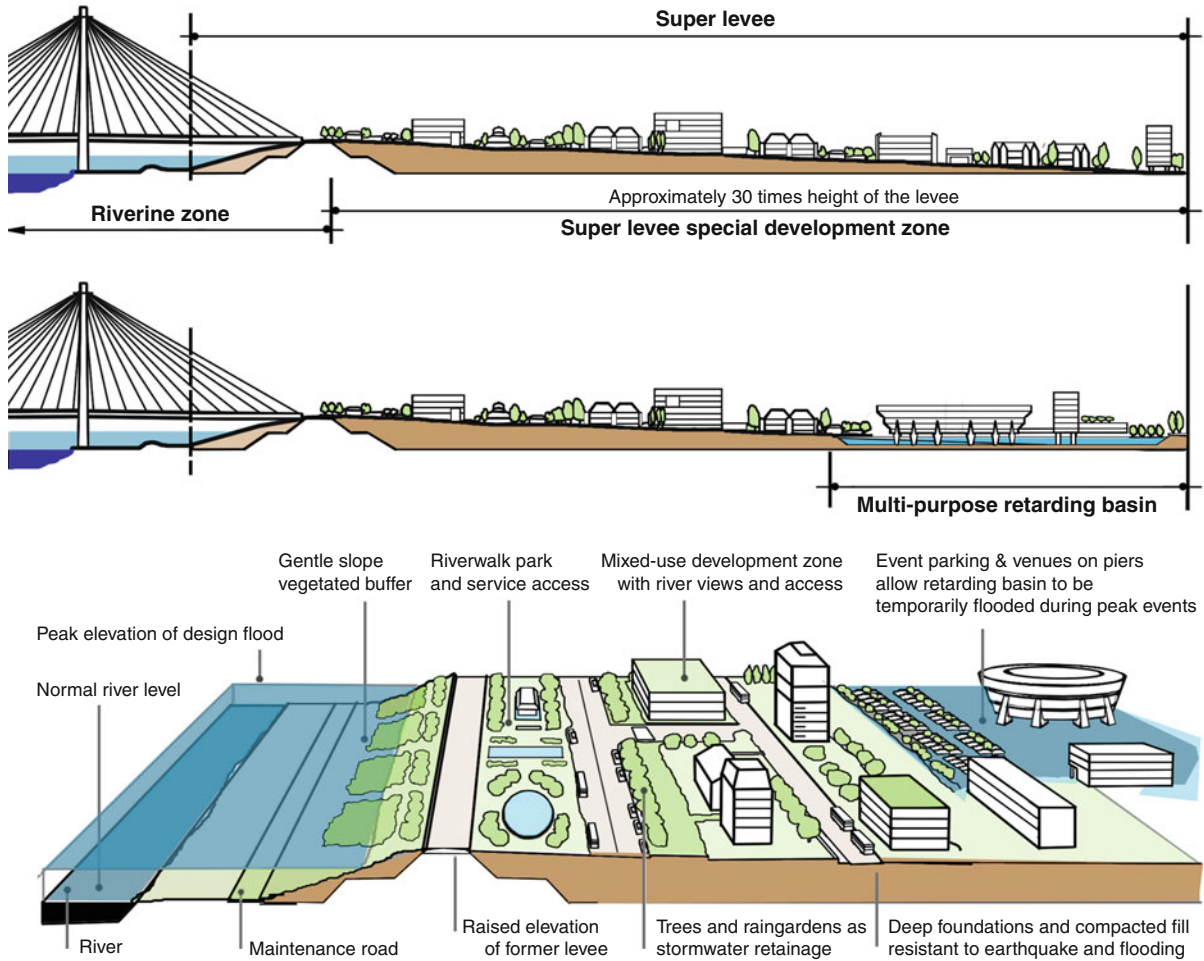 Super levee
Approximately 30 times height of the levee
Riverine zone
Super levee special development zone
Multi-purpose retarding basin
Gentle slope
vegetated buffer
Riverwalk park
and service access
Mixed-use development zone
with river views and access
Event parking & venues on piers
allow retarding basin to be
temporarily flooded during peak events
Peak elevation of design flood
Normal river level
River
Maintenance road
Raised elevation
of former levee
Trees and raingardens as
stormwater retainage
Deep foundations and compacted fill
resistant to earthquake and flooding